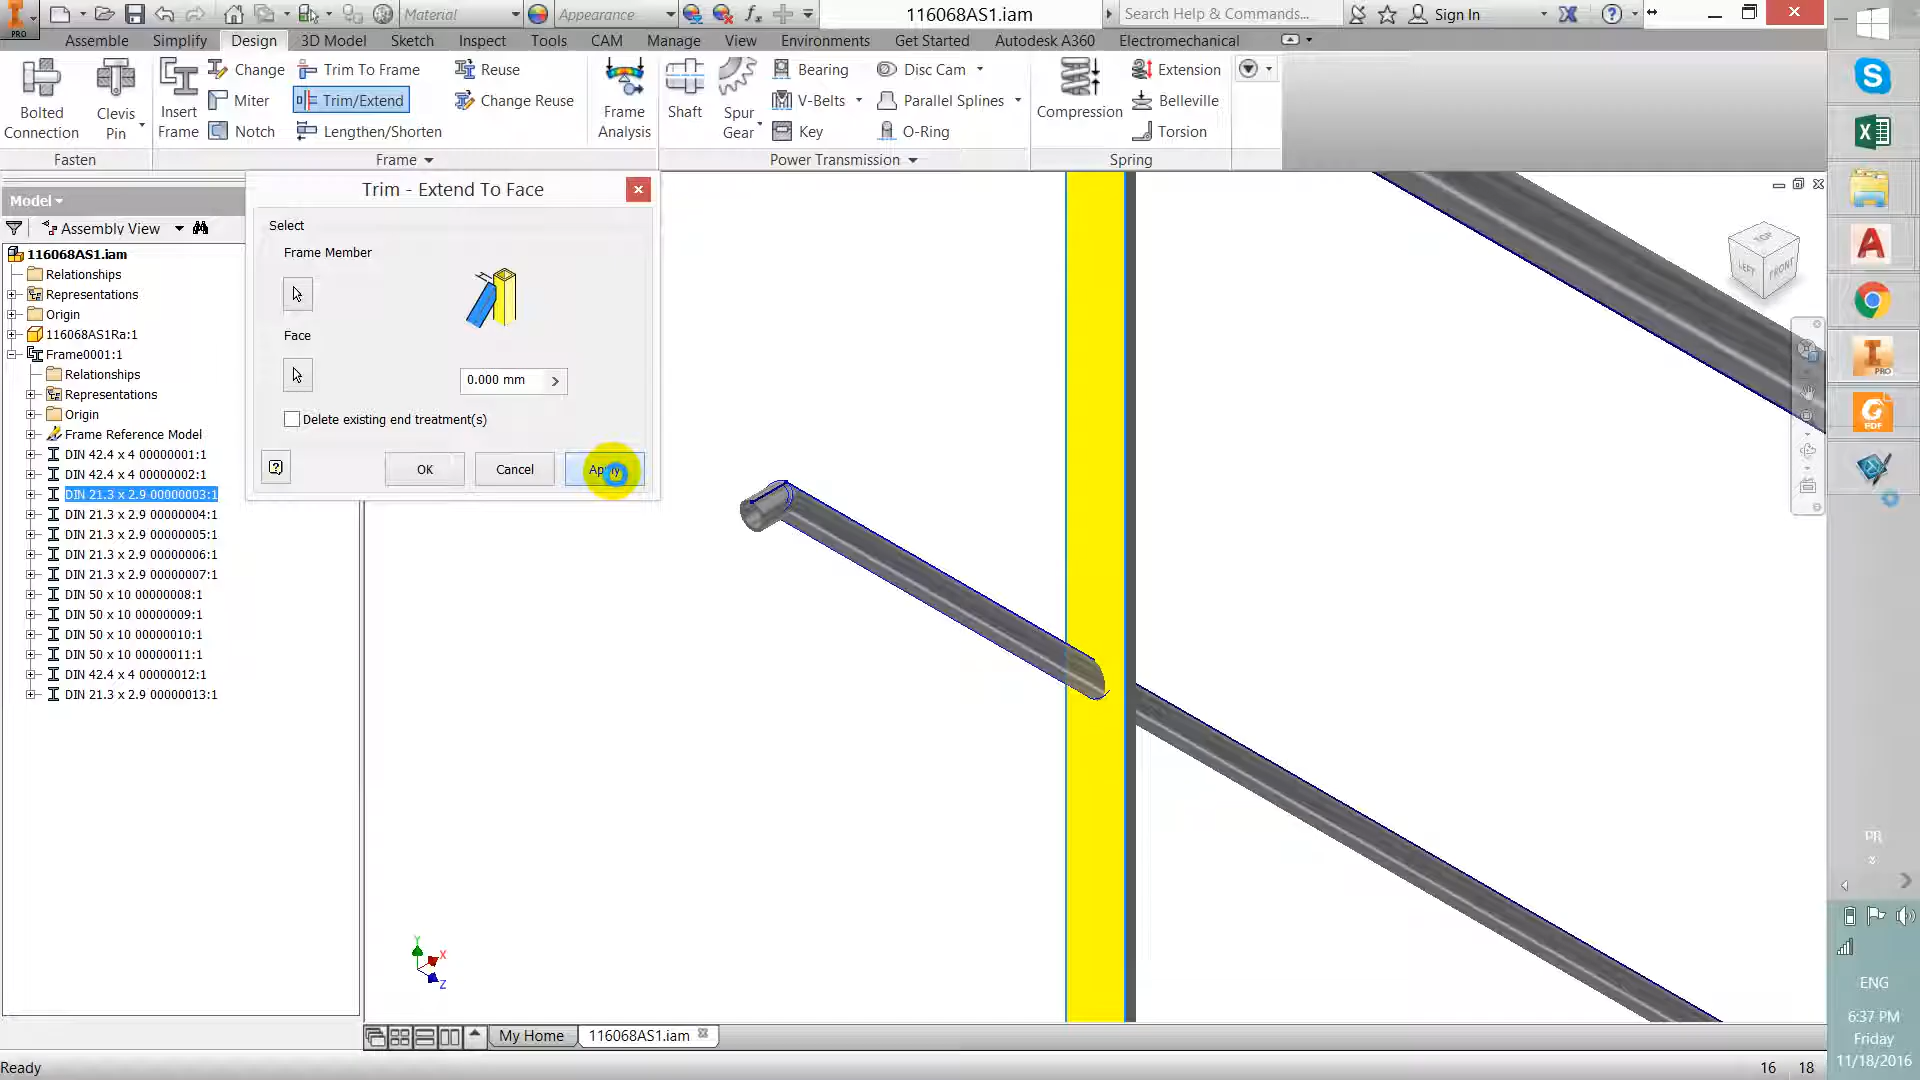 Material
Appearance
116068AS1.iam
Search Help & Commands...
Sign In
PRO
Assemble Simplify Design 3D Model Sketch Inspect Tools CAM Manage View Environments Get Started Autodesk A360 Electromechanical
Bolted Connection
Clevis Pin
Insert Frame
Change
Miter
Notch
Trim To Frame
Trim/Extend
Lengthen/Shorten
Reuse
Change Reuse
Frame Analysis
Shaft
Spur Gear
Bearing
V-Belts
Key
Disc Cam
Parallel Splines
O-Ring
Compression
Extension
Belleville
Torsion
Fasten
Frame
Power Transmission
Spring
Model
Assembly View
116068AS1.iam
Relationships
Representations
Origin
116068AS1Ra:1
Frame0001:1
Relationships
Representations
Origin
Frame Reference Model
DIN 42.4 x 4 00000001:1
DIN 42.4 x 4 00000002:1
DIN 21.3 x 2.9 00000003:1
DIN 21.3 x 2.9 00000004:1
DIN 21.3 x 2.9 00000005:1
DIN 21.3 x 2.9 00000006:1
DIN 21.3 x 2.9 00000007:1
DIN 50 x 10 00000008:1
DIN 50 x 10 00000009:1
DIN 50 x 10 00000010:1
DIN 50 x 10 00000011:1
DIN 42.4 x 4 00000012:1
DIN 21.3 x 2.9 00000013:1
Trim - Extend To Face
Select
Frame Member
Face
0.000 mm
Delete existing end treatment(s)
OK
Cancel
Apply
TOP
LEFT
FRONT
Y
X
Z
My Home
116068AS1.iam
Ready
16
18
PRO
PDF
PR
ENG
6:37 PM
Friday
11/18/2016